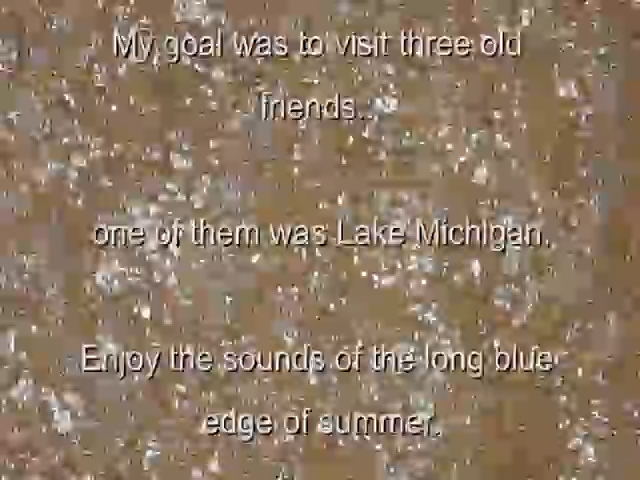 My goal was to visit three old
friends..
one of them was Lake Michigan.
Enjoy the sounds of the long blue
edge of summer.